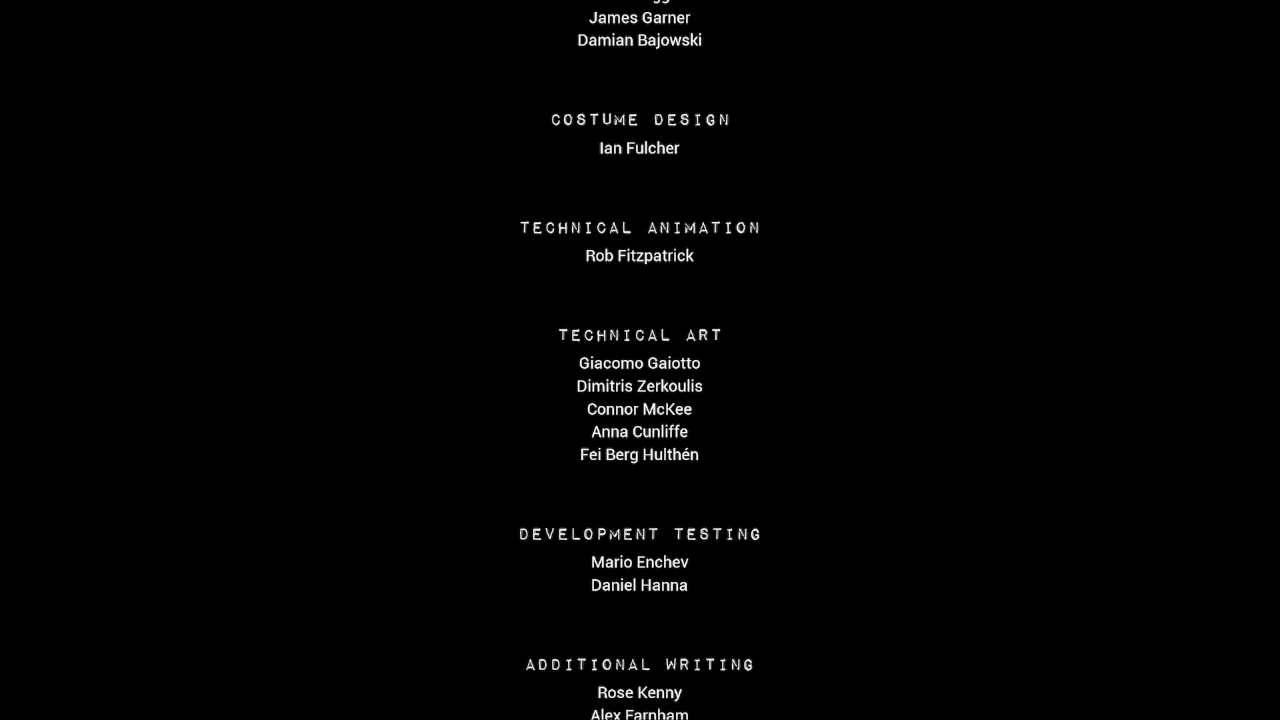 James Garner
Damian Bajowski
COSTUME DESIGN
Ian Fulcher
TECHNICAL ANIMATION
Rob Fitzpatrick
TECHNICAL ART
Giacomo Gaiotto
Dimitris Zerkoulis
Connor McKee
Anna Cunliffe
Fei Berg Hulthén
DEVELOPMENT TESTING
Mario Enchev
Daniel Hanna
ADDITIONAL WRITING
Rose Kenny
Alex Farnham